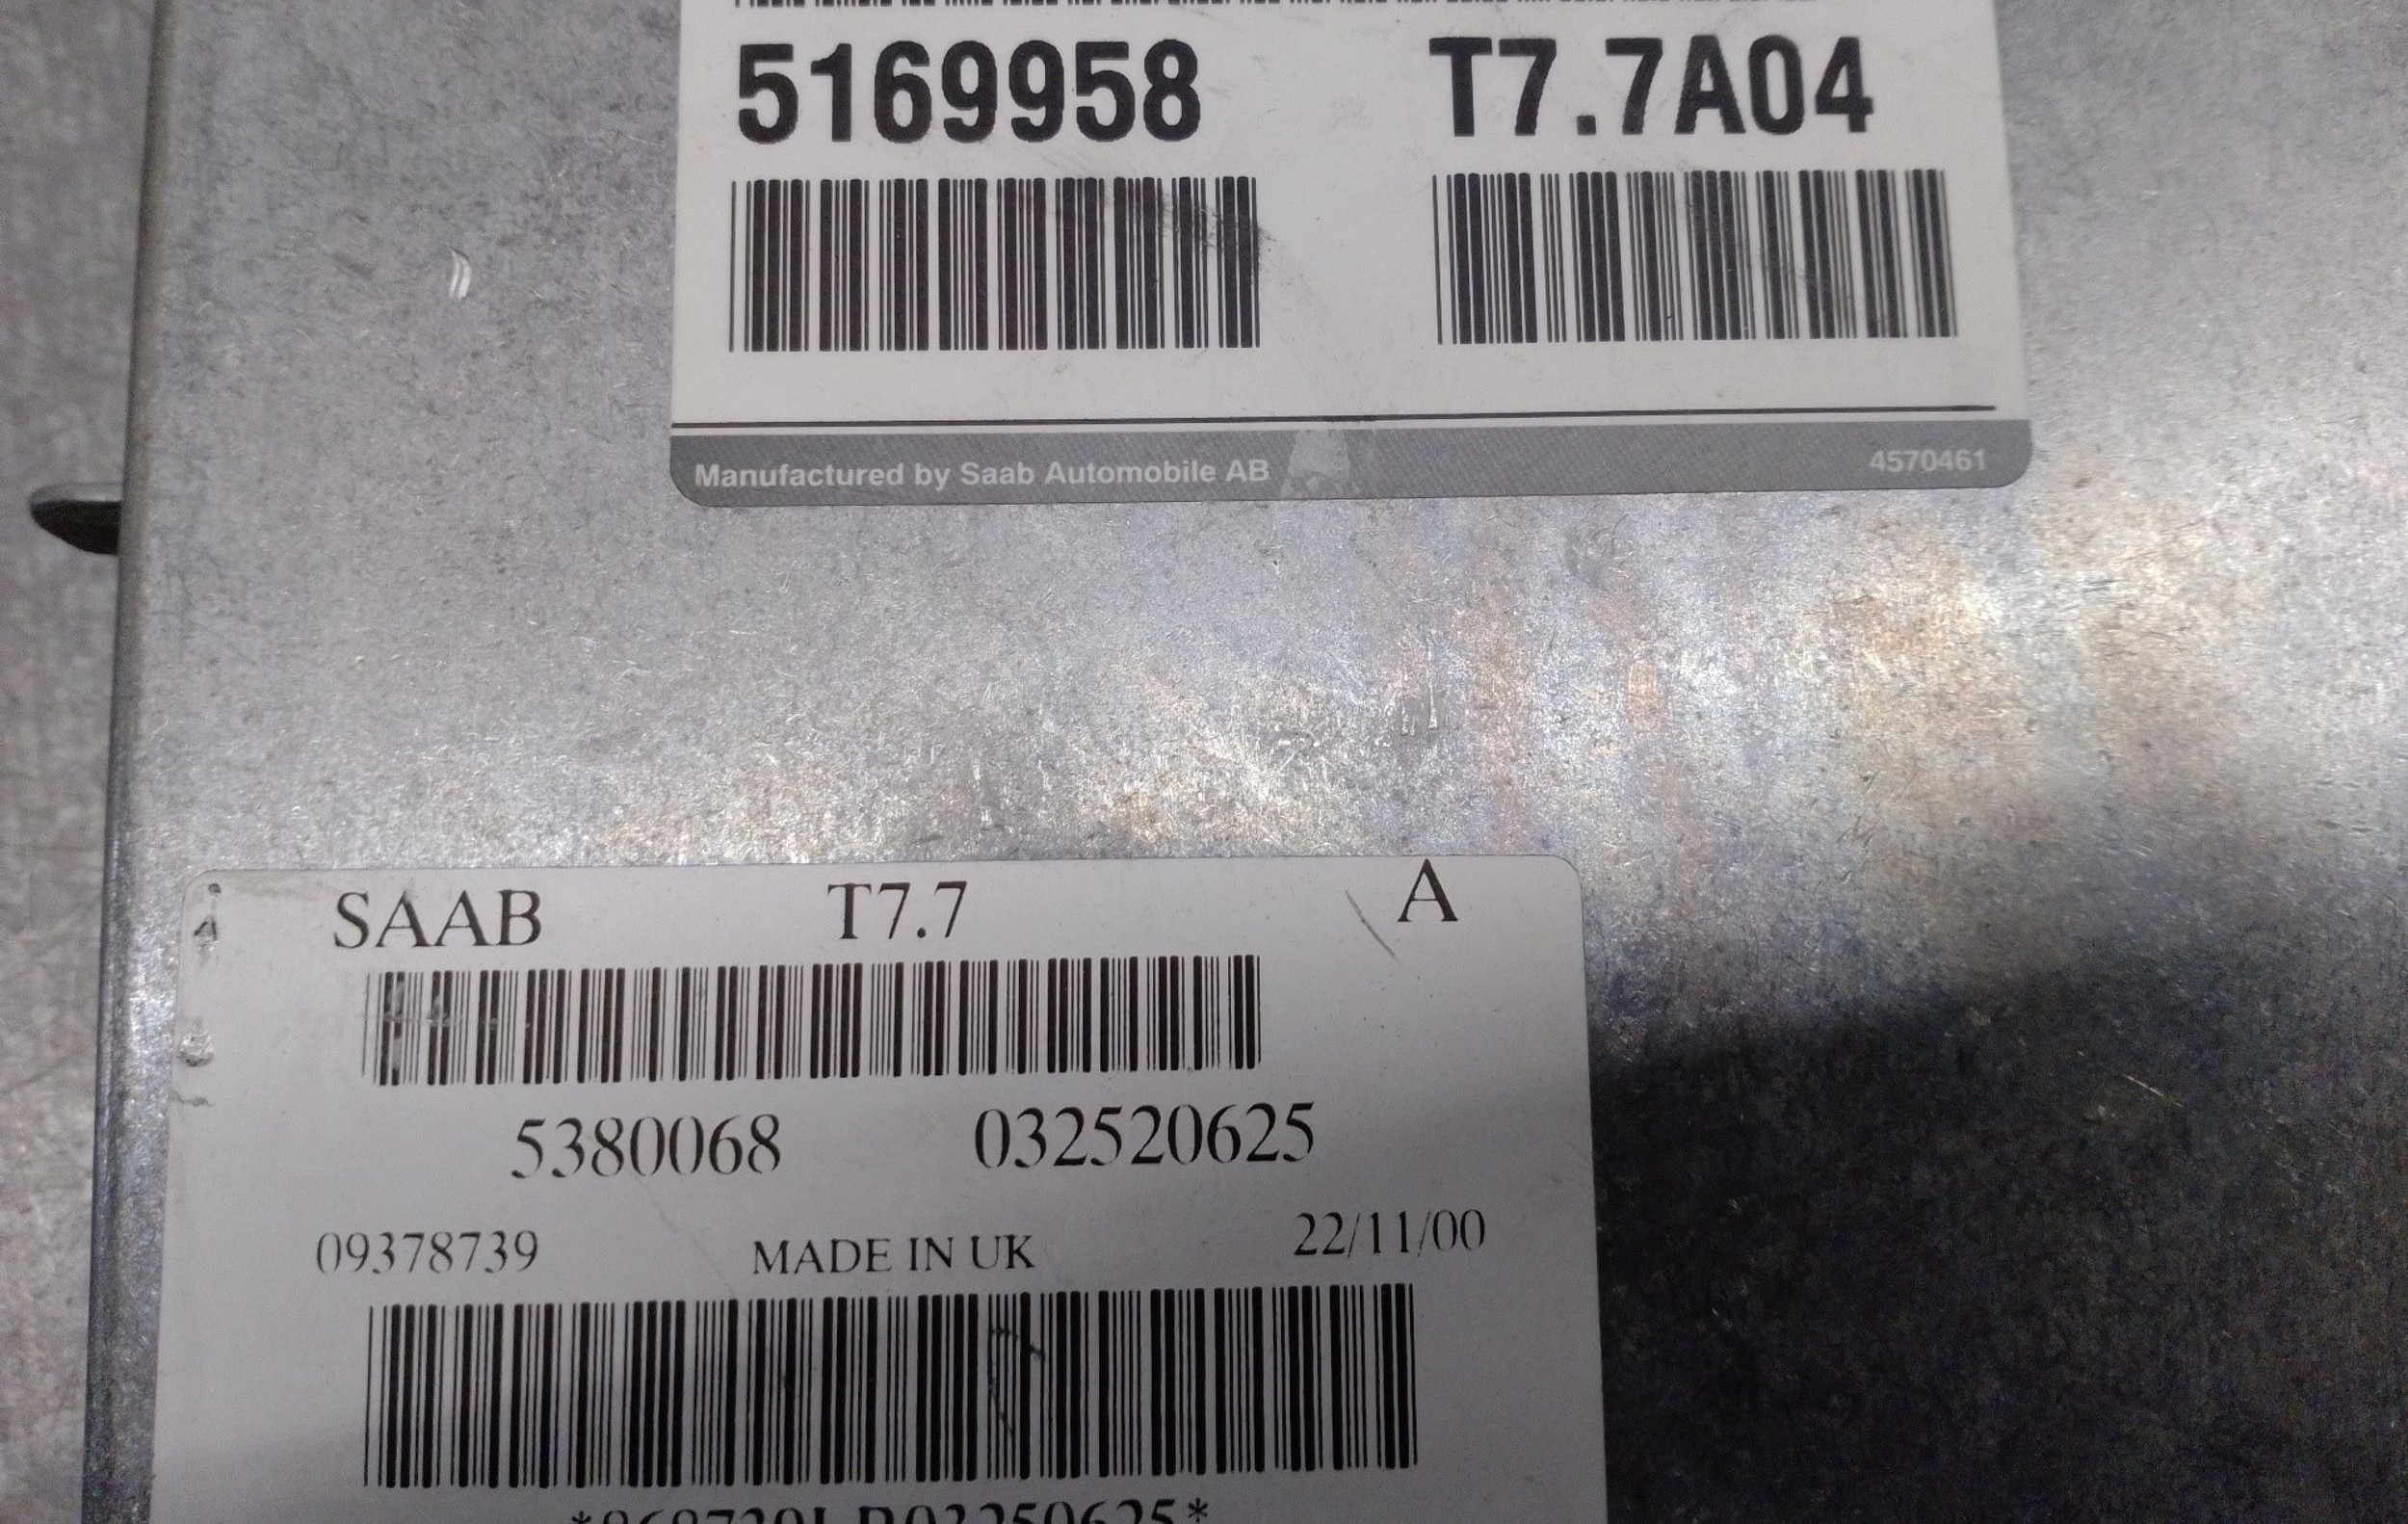 5169958 T7.7A04
Manufactured by Saab Automobile AB 4570461
SAAB T7.7 A
5380068 032520625
09378739 MADE IN UK 22/11/00